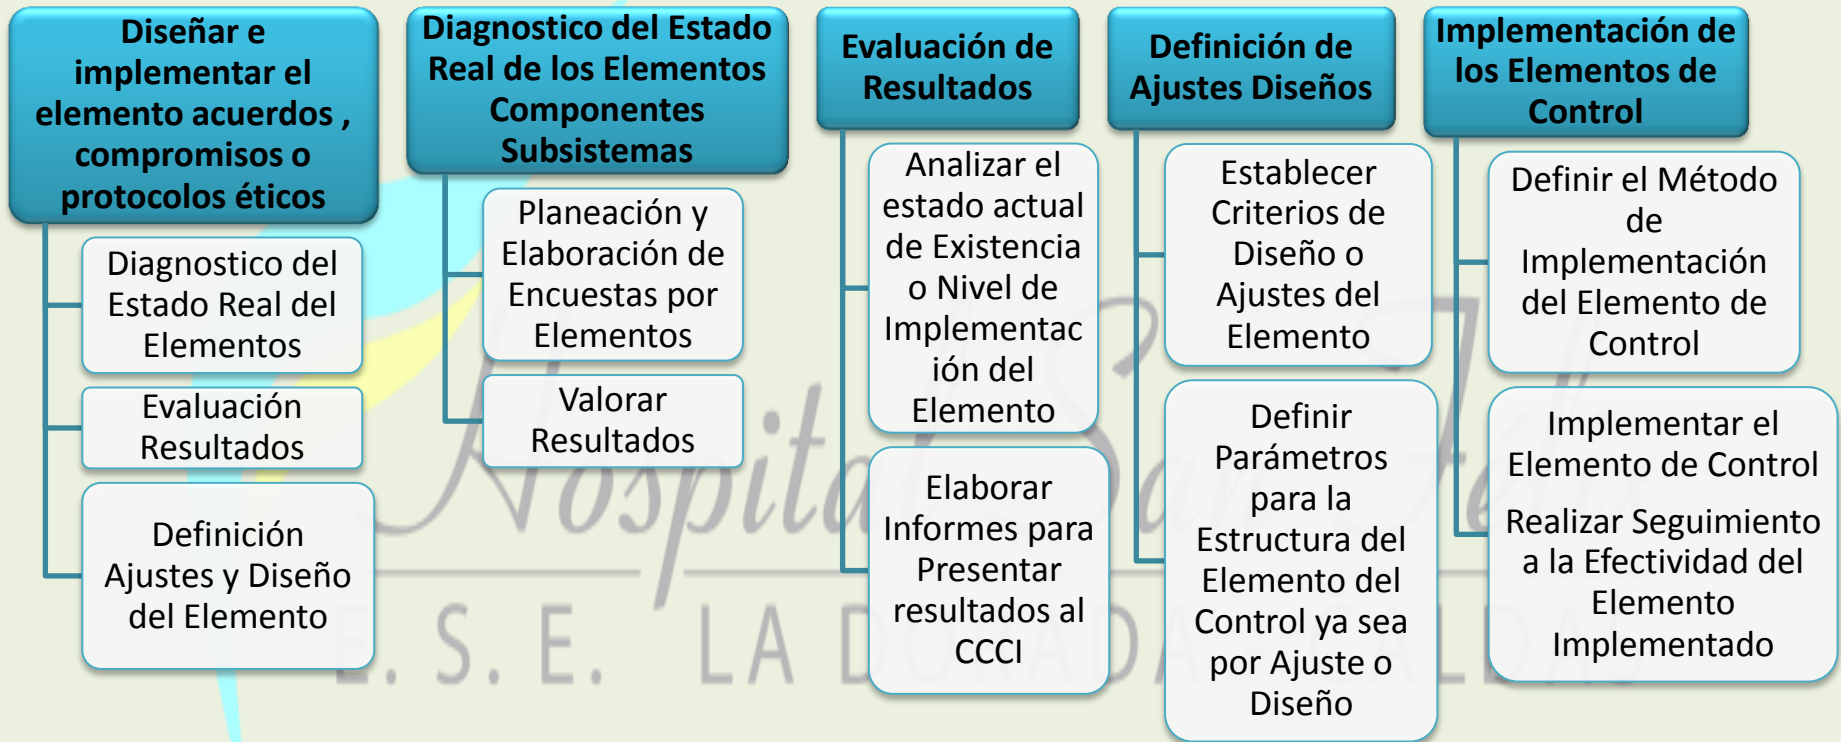 Diseñar e
implementar el
elemento acuerdos ,
compromisos o
protocolos éticos
Diagnostico del
Estado Real del
Elementos
Evaluación
Resultados
Definición
Ajustes y Diseño
del Elemento
Diagnostico del Estado
Real de los Elementos
Componentes
Subsistemas
Planeación y
Elaboración de
Encuestas por
Elementos
Valorar
Resultados
Evaluación de
Resultados
Analizar el
estado actual
de Existencia
o Nivel de
Implementac
ión del
Elemento
Elaborar
Informes para
Presentar
resultados al
CCCI
Definición de
Ajustes Diseños
Establecer
Criterios de
Diseño o
Ajustes del
Elemento
Definir
Parámetros
para la
Estructura del
Elemento del
Control ya sea
por Ajuste o
Diseño
Implementación de
los Elementos de
Control
Definir el Método
de
Implementación
del Elemento de
Control
Implementar el
Elemento de Control
Realizar Seguimiento
a la Efectividad del
Elemento
Implementado
Hospital San Félix
E. S. E. LA DORADA - CALDAS